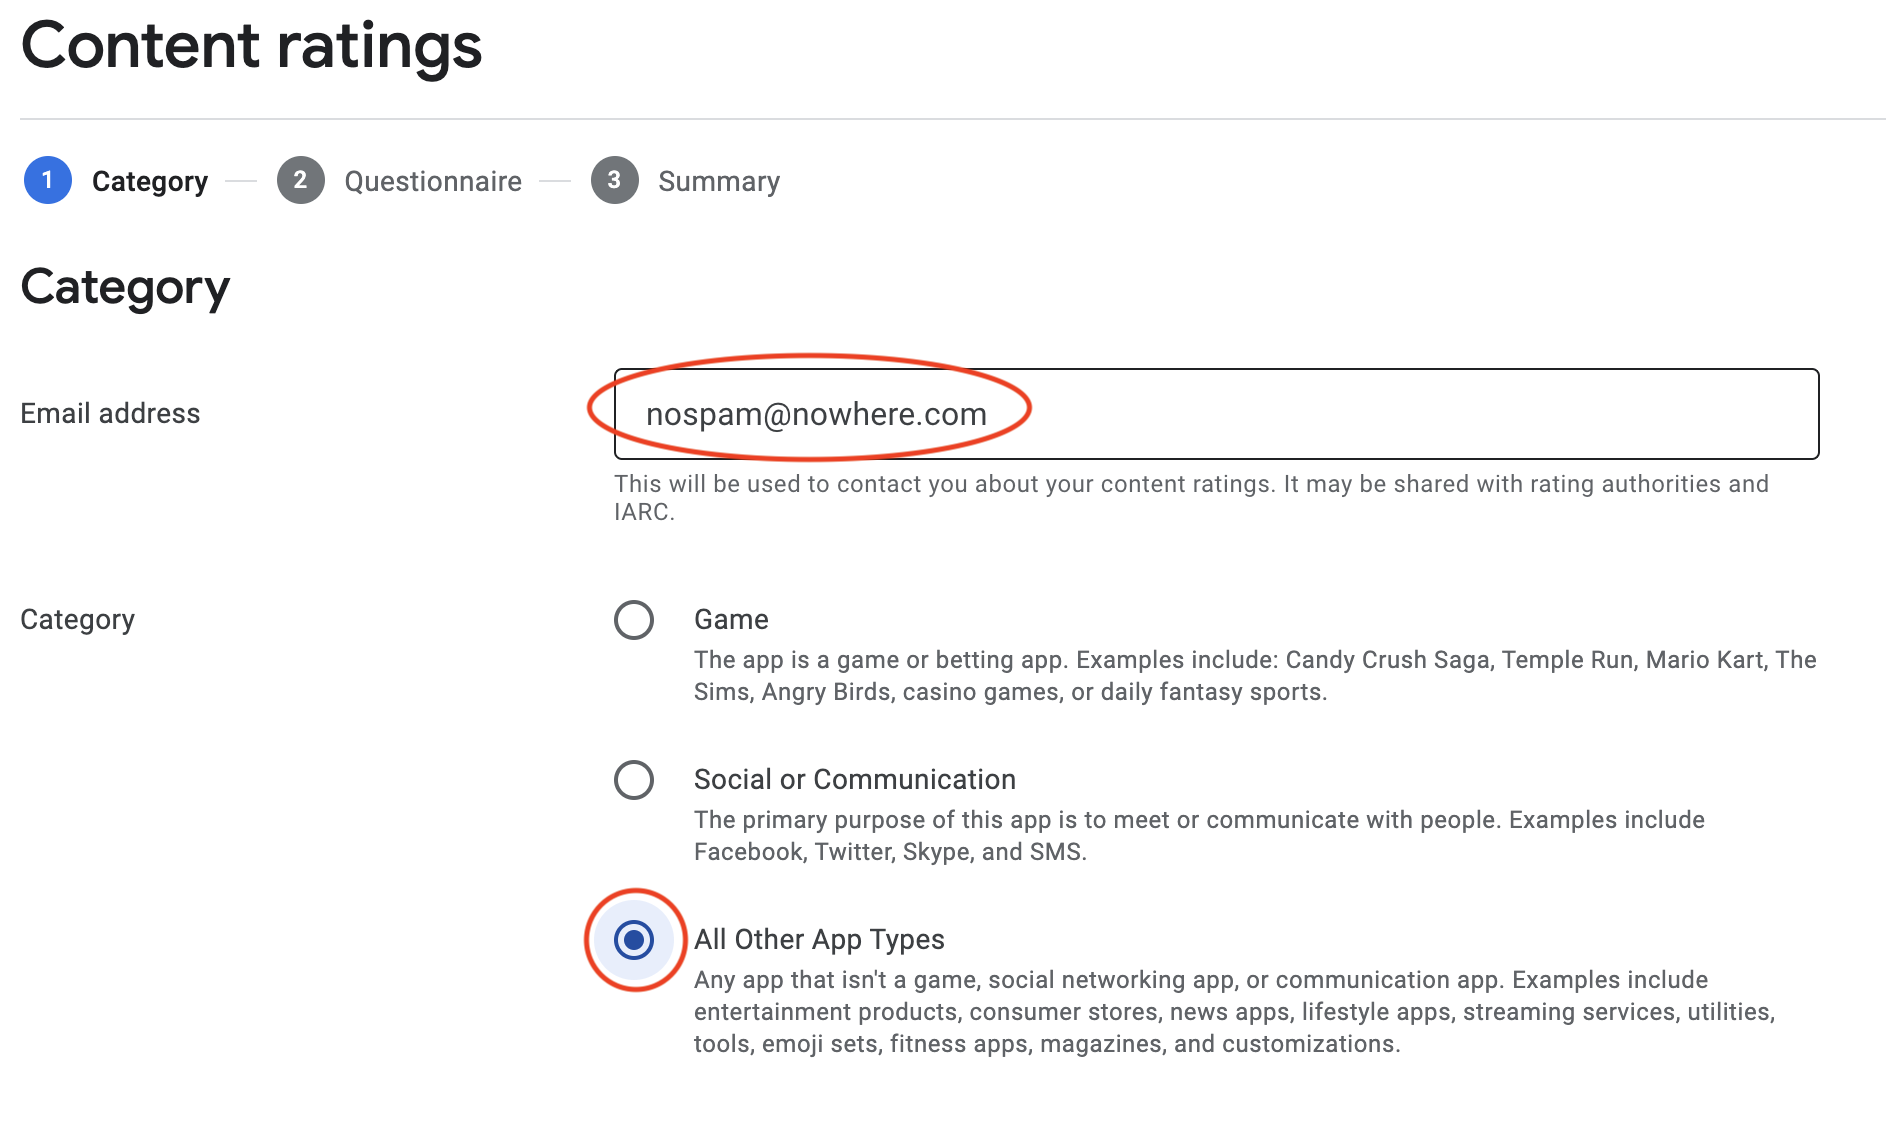 Content ratings
1 Category 2 Questionnaire 3 Summary
Category
Email address
nospam@nowhere.com
This will be used to contact you about your content ratings. It may be shared with rating authorities and
IARC.
Category
Game
The app is a game or betting app. Examples include: Candy Crush Saga, Temple Run, Mario Kart, The
Sims, Angry Birds, casino games, or daily fantasy sports.
Social or Communication
The primary purpose of this app is to meet or communicate with people. Examples include
Facebook, Twitter, Skype, and SMS.
All Other App Types
Any app that isn't a game, social networking app, or communication app. Examples include
entertainment products, consumer stores, news apps, lifestyle apps, streaming services, utilities,
tools, emoji sets, fitness apps, magazines, and customizations.